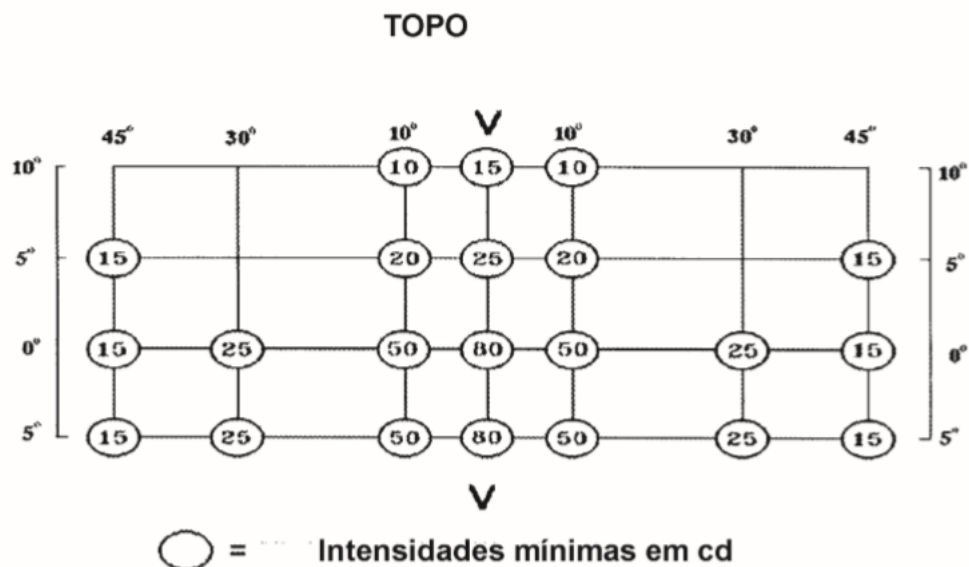 TOPO
V
45° 30° 10° 10° 30° 45°
10° 10 15 10 10°
5° 15 20 25 20 15 5°
0° 15 25 50 80 50 25 15 0°
5° 15 25 50 80 50 25 15 5°
V
= Intensidades mínimas em cd